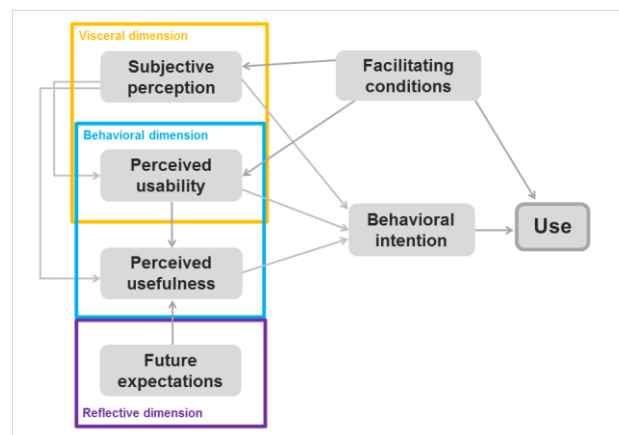 Visceral dimension
Subjective
perception
Facilitating
conditions
Behavioral dimension
Perceived
usability
Behavioral
intention
Use
Perceived
usefulness
Future
expectations
Reflective dimension